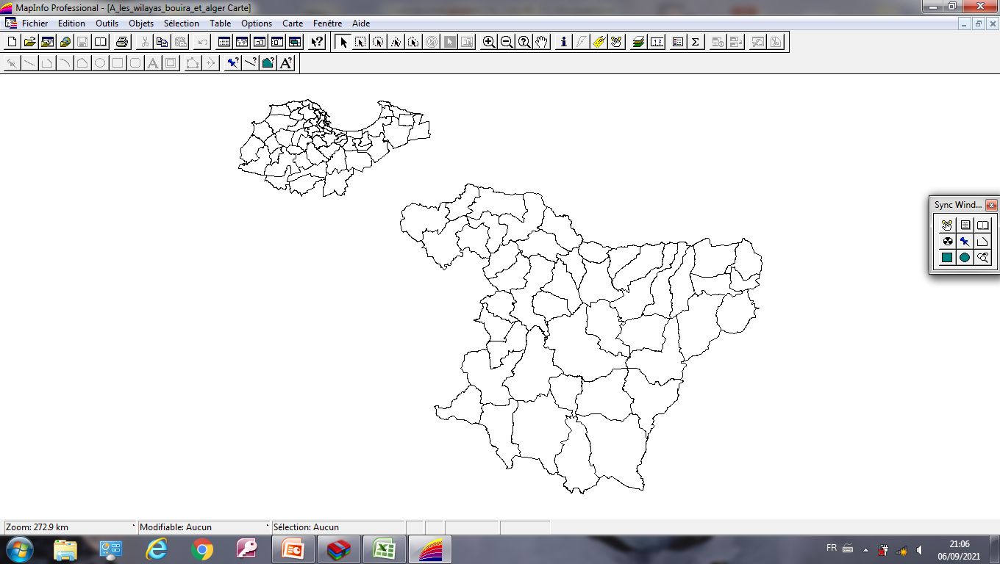 MapInfo Professional - [A_les_wilayas_bouira_et_alger Carte]
Fichier Edition Outils Objets Sélection Table Options Carte Fenêtre Aide
Sync Wind...
Zoom: 272.9 km Modifiable: Aucun Sélection: Aucun
FR 21:06
06/09/2021